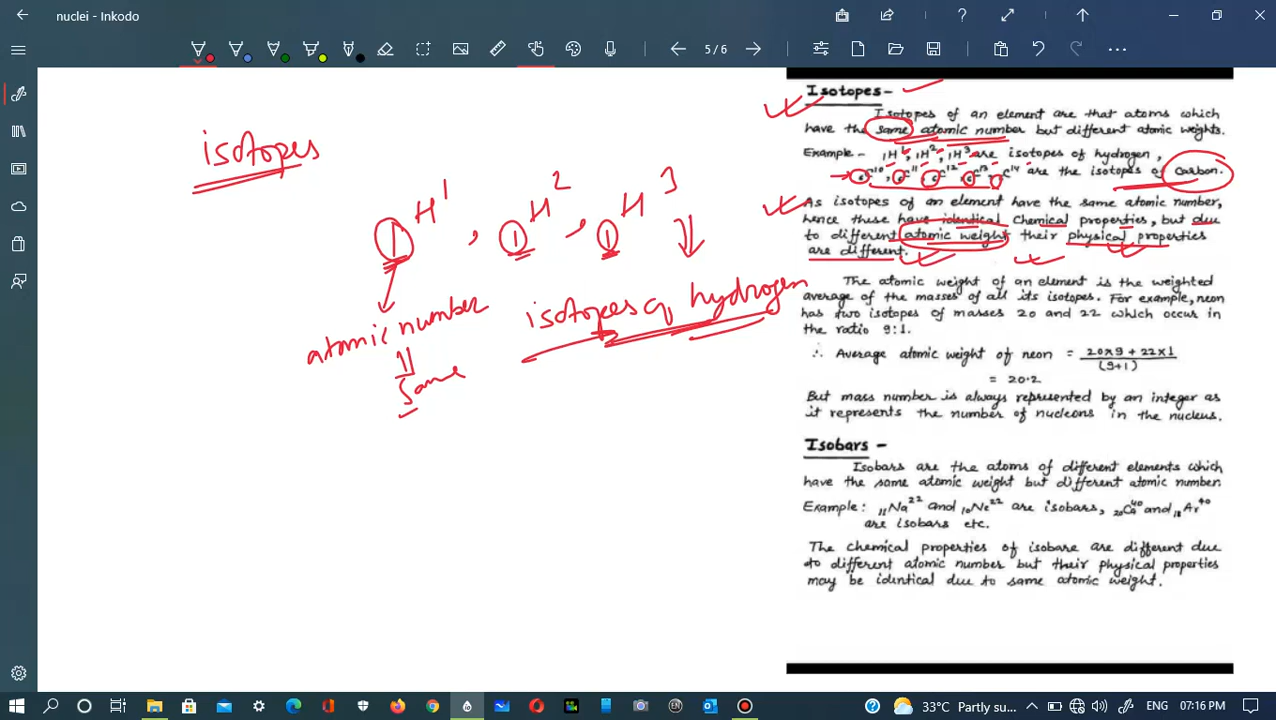 nuclei - Inkodo
5/6
isotopes
1H1, 1H2, 1H3
atomic number
Same
isotopes of hydrogen
Isotopes-
Isotopes of an element are that atoms which
have the same atomic number but different atomic weights.
Example- 1H1, 1H2, 1H3 are isotopes of hydrogen,
6C10, 6C11, 6C12, 6C13, 6C14 are the isotopes of Carbon.
As isotopes of an element have the same atomic number,
hence these have identical chemical properties, but due
to different atomic weight their physical properties
are different.
The atomic weight of an element is the weighted
average of the masses of all its isotopes. For example, neon
has two isotopes of masses 20 and 22 which occur in
the ratio 9:1.
∴ Average atomic weight of neon = 20x9+22x1 / (9+1)
= 20.2
But mass number is always represented by an integer as
it represents the number of nucleons in the nucleus.
Isobars -
Isobars are the atoms of different elements which
have the same atomic weight but different atomic number.
Example: 11Na22 and 10Ne22 are isobars, 20Ca40 and 18Ar40
are isobars etc.
The chemical properties of isobare are different due
to different atomic number but their physical properties
may be identical due to same atomic weight.
33°C Partly su...
ENG
07:16 PM